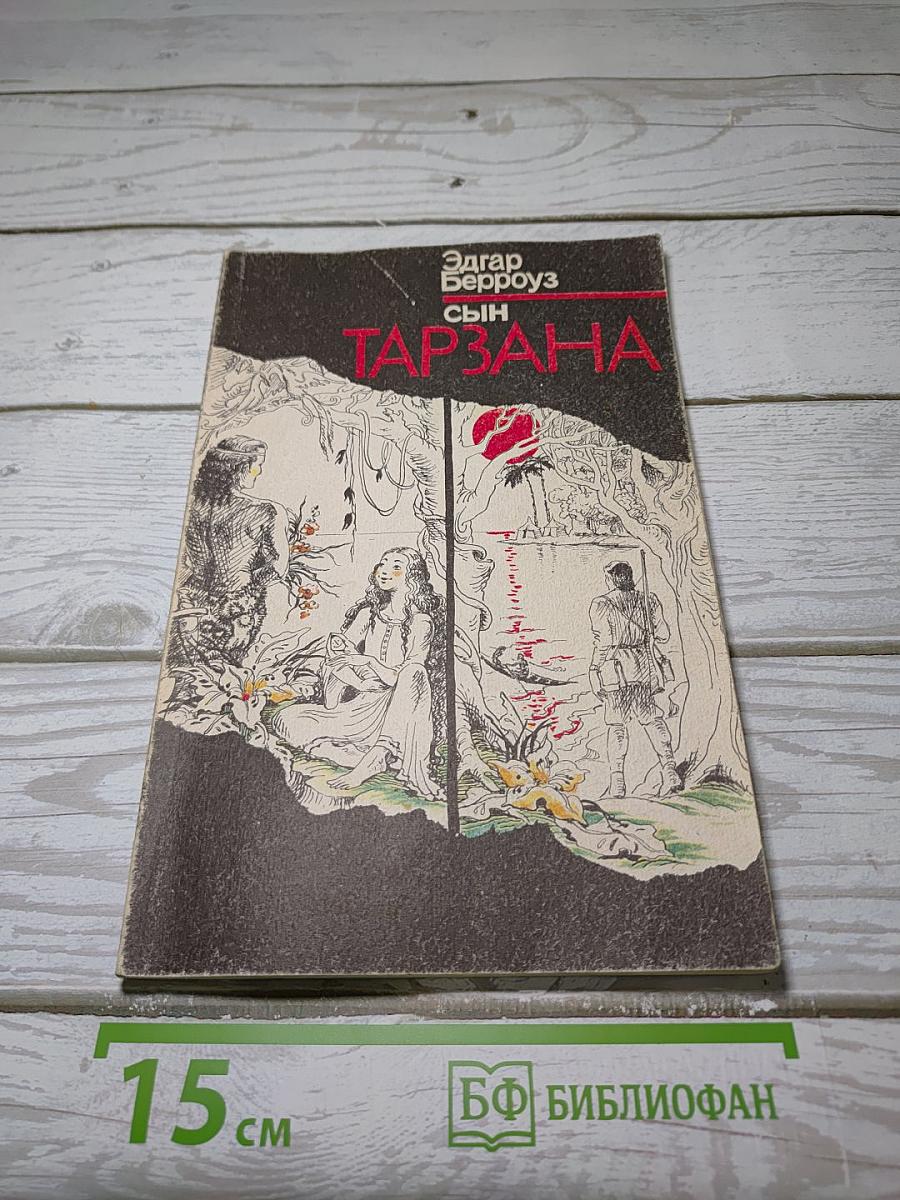 Эдгар
Берроуз
сын
ТАРЗАНА
15 см
БФ БИБЛИОФАН